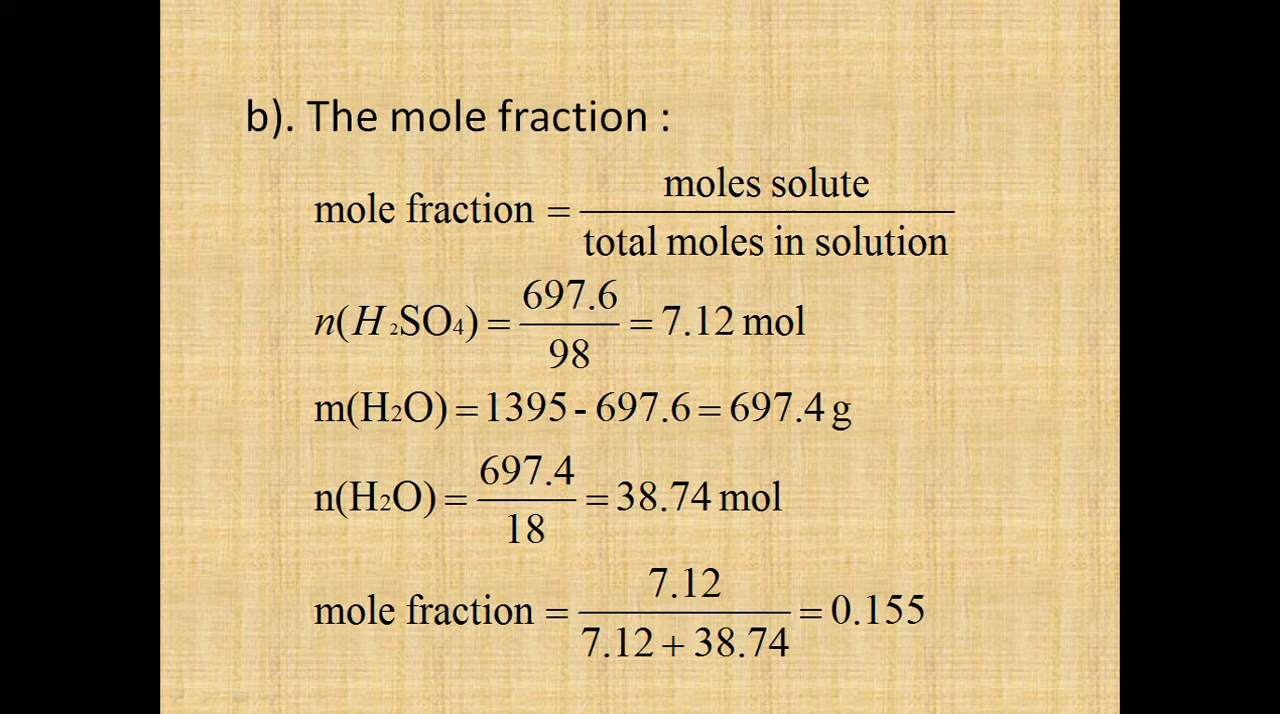 b). The mole fraction :
mole fraction = moles solute / total moles in solution
n(H₂SO₄) = 697.6 / 98 = 7.12 mol
m(H₂O) = 1395 - 697.6 = 697.4 g
n(H₂O) = 697.4 / 18 = 38.74 mol
mole fraction = 7.12 / 7.12 + 38.74 = 0.155